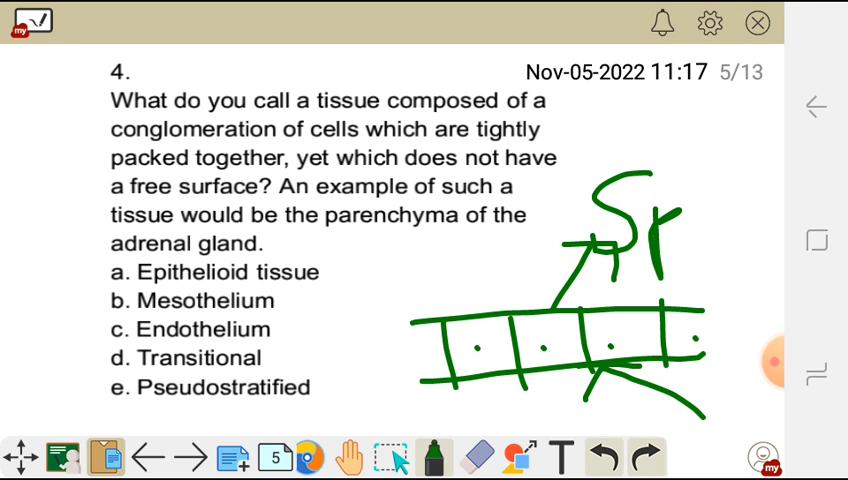 my
Nov-05-2022 11:17 5/13
4.
What do you call a tissue composed of a
conglomeration of cells which are tightly
packed together, yet which does not have
a free surface? An example of such a
tissue would be the parenchyma of the
adrenal gland.
a. Epithelioid tissue
b. Mesothelium
c. Endothelium
d. Transitional
e. Pseudostratified
5
T
my